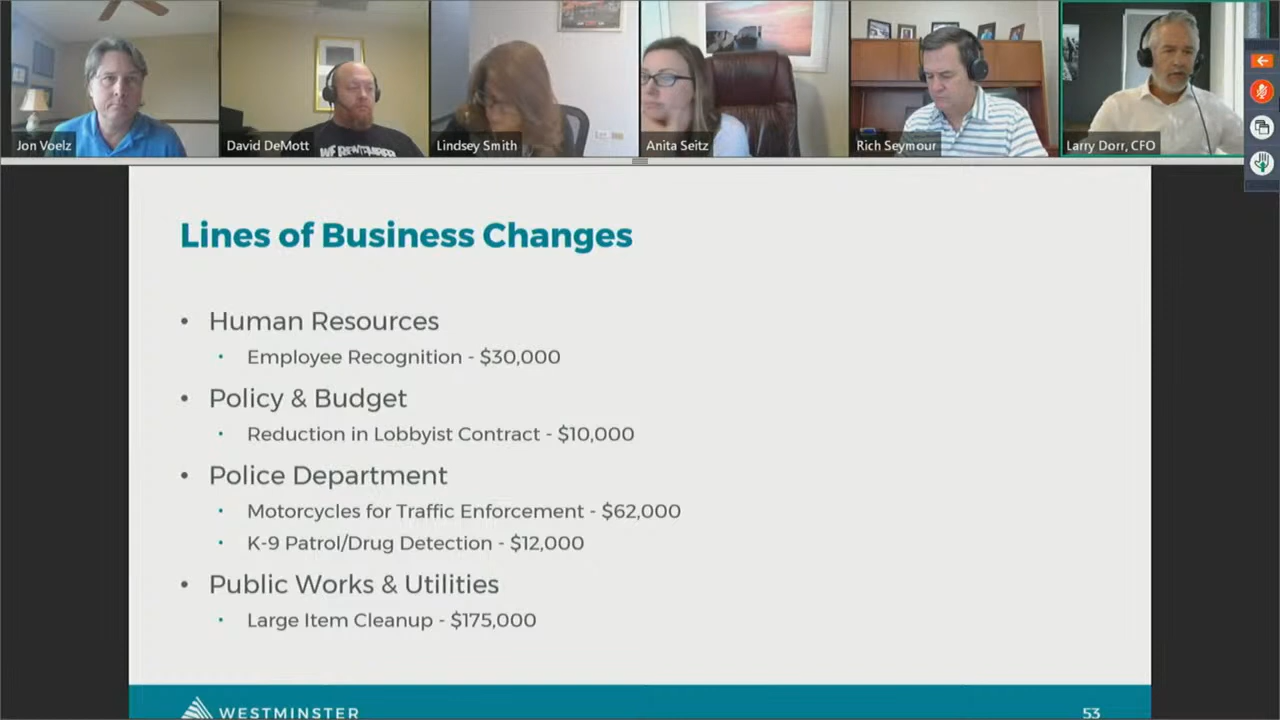 Jon Voelz
David DeMott
Lindsey Smith
Anita Seitz
Rich Seymour
Larry Dorr, CFO
Lines of Business Changes
• Human Resources
• Employee Recognition - $30,000
• Policy & Budget
• Reduction in Lobbyist Contract - $10,000
• Police Department
• Motorcycles for Traffic Enforcement - $62,000
• K-9 Patrol/Drug Detection - $12,000
• Public Works & Utilities
• Large Item Cleanup - $175,000
WESTMINSTER
53